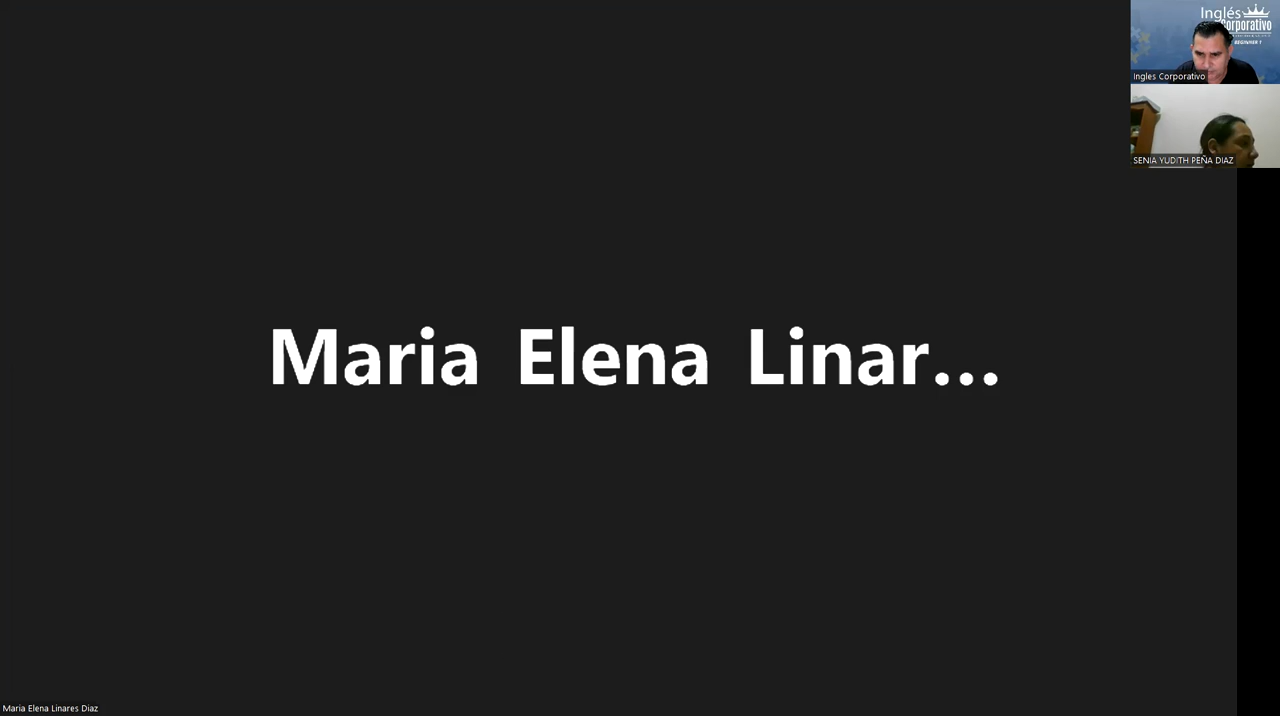 Inglés
Corporativo
BEGINNER 1
Ingles Corporativo
SENIA YUDITH PEÑA DIAZ
Maria Elena Linar...
Maria Elena Linares Diaz